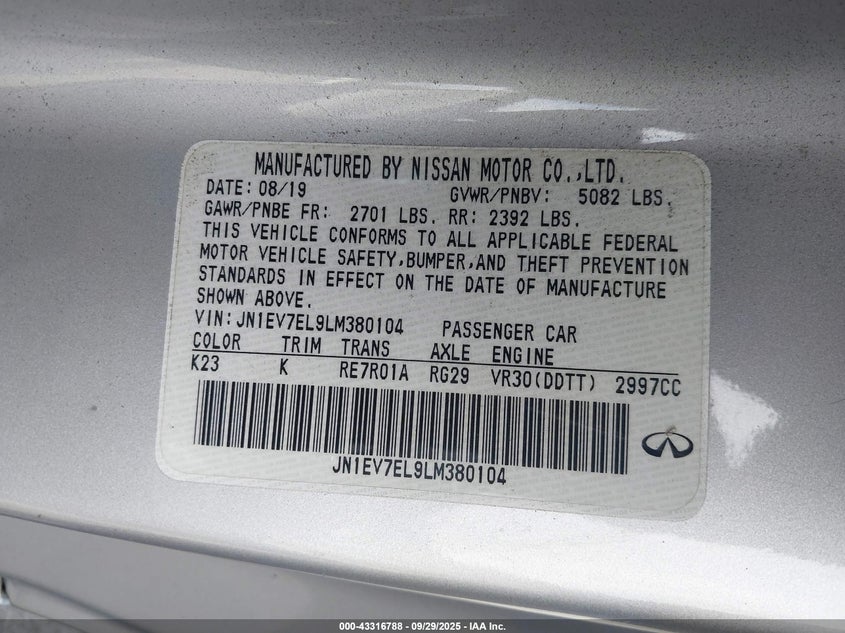 MANUFACTURED BY NISSAN MOTOR CO.,LTD.
DATE: 08/19 GVWR/PNBV: 5082 LBS.
GAWR/PNBE FR: 2701 LBS. RR: 2392 LBS.
THIS VEHICLE CONFORMS TO ALL APPLICABLE FEDERAL
MOTOR VEHICLE SAFETY,BUMPER,AND THEFT PREVENTION
STANDARDS IN EFFECT ON THE DATE OF MANUFACTURE
SHOWN ABOVE.
VIN:JN1EV7EL9LM380104 PASSENGER CAR
COLOR TRIM TRANS AXLE ENGINE
K23 K RE7R01A RG29 VR30(DDTT) 2997CC
JN1EV7EL9LM380104
000-43316788 - 09/29/2025 - IAA Inc.